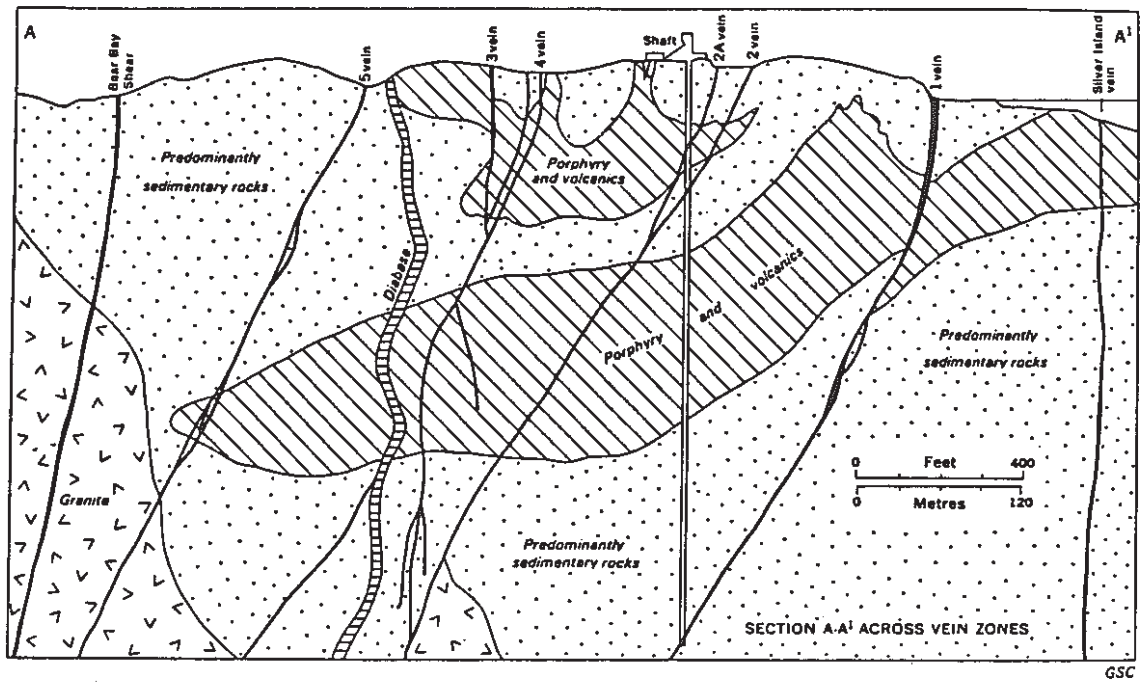 A
A¹
Bear Bay
Shear
5 vein
3 vein
4 vein
Shaft
2A vein
2 vein
1 vein
Silver Island
vein
Predominantly
sedimentary rocks
Porphyry
and volcanics
Diabase
Porphyry and volcanics
Predominantly
sedimentary rocks
0 Feet 400
0 Metres 120
Granite
Predominantly
sedimentary rocks
SECTION A-A¹ ACROSS VEIN ZONES
GSC